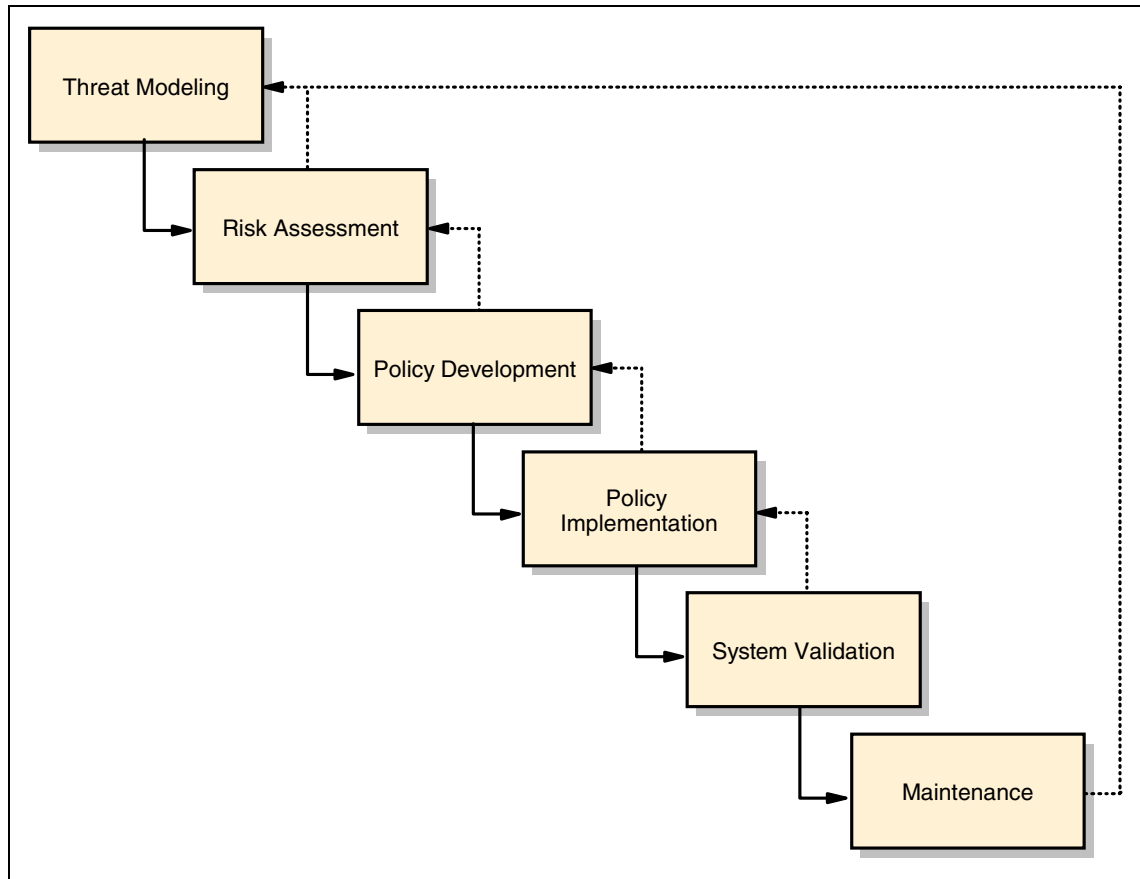 Threat Modeling
Risk Assessment
Policy Development
Policy
Implementation
System Validation
Maintenance